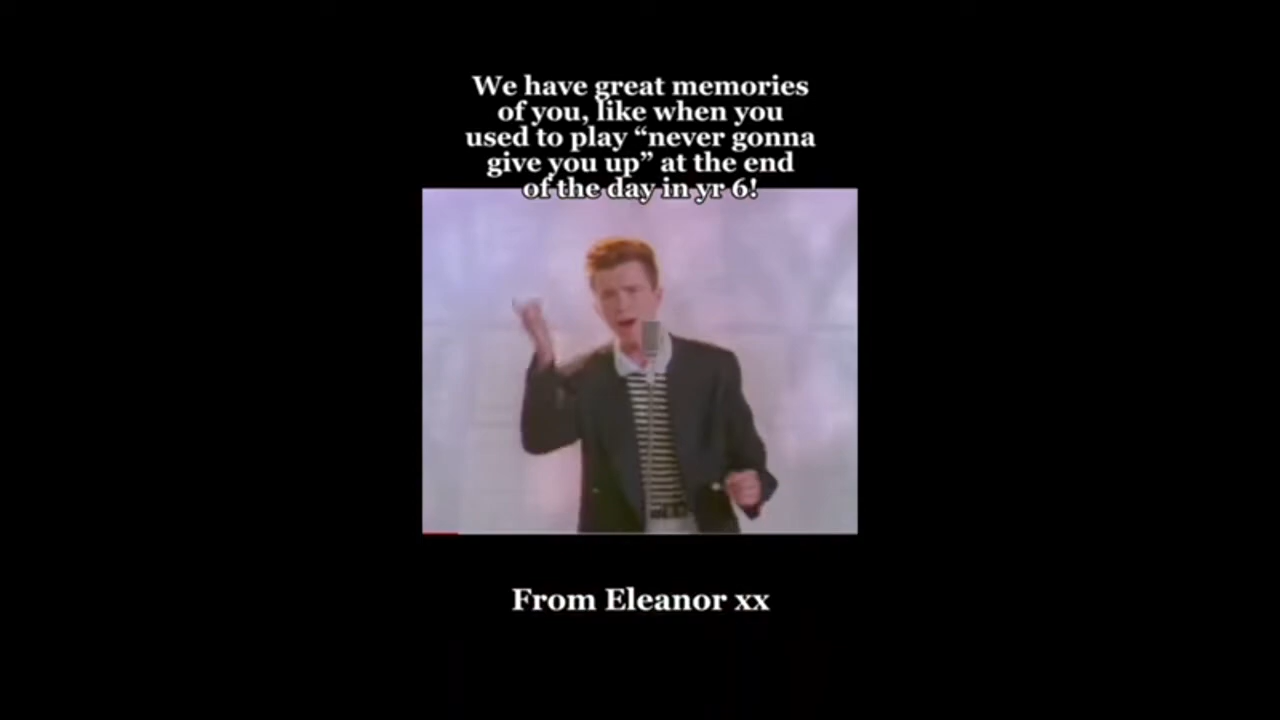 We have great memories
of you, like when you
used to play “never gonna
give you up” at the end
of the day in yr 6!
From Eleanor xx